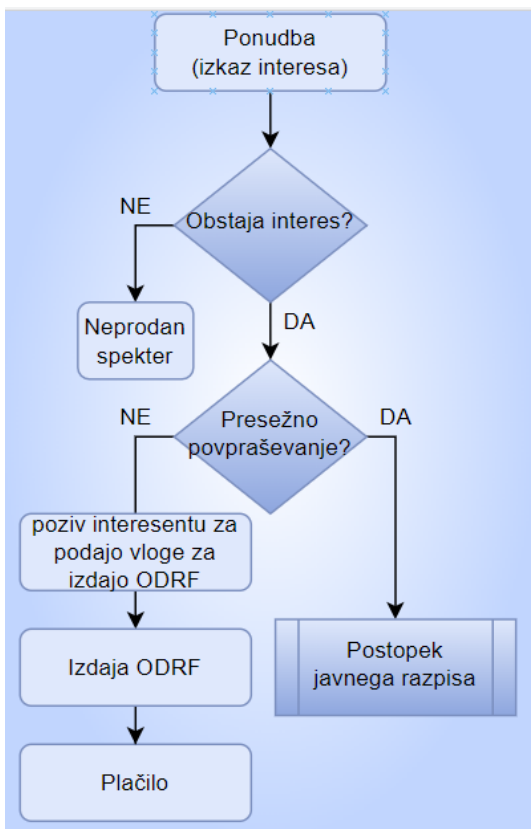 Ponudba
(izkaz interesa)
NE
Obstaja interes?
Neprodan
spekter
DA
NE
Presežno
povpraševanje?
DA
poziv interesentu za
podajo vloge za
izdajo ODRF
Izdaja ODRF
Postopek
javnega razpisa
Plačilo